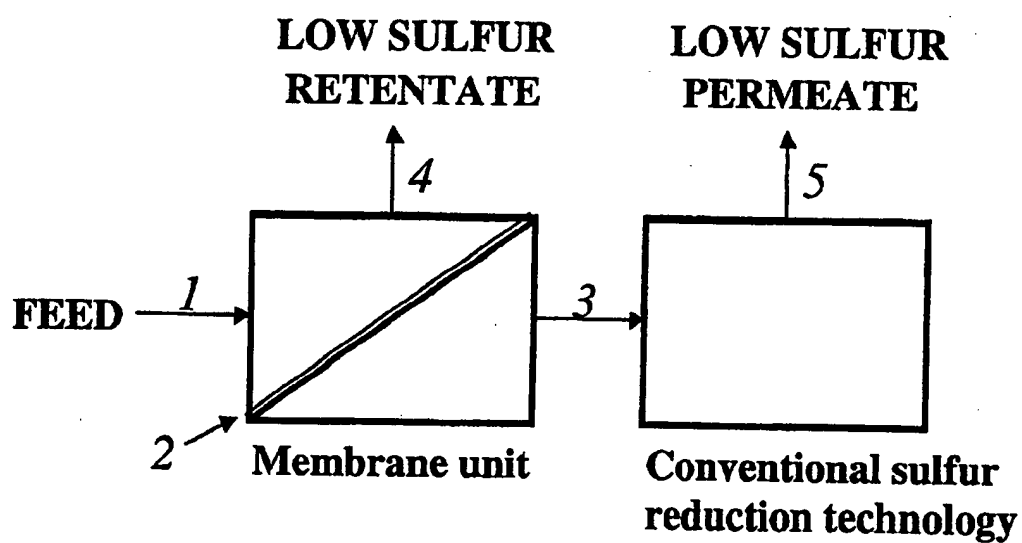 LOW SULFUR
RETENTATE
LOW SULFUR
PERMEATE
4
5
FEED
1
3
2
Membrane unit
Conventional sulfur
reduction technology